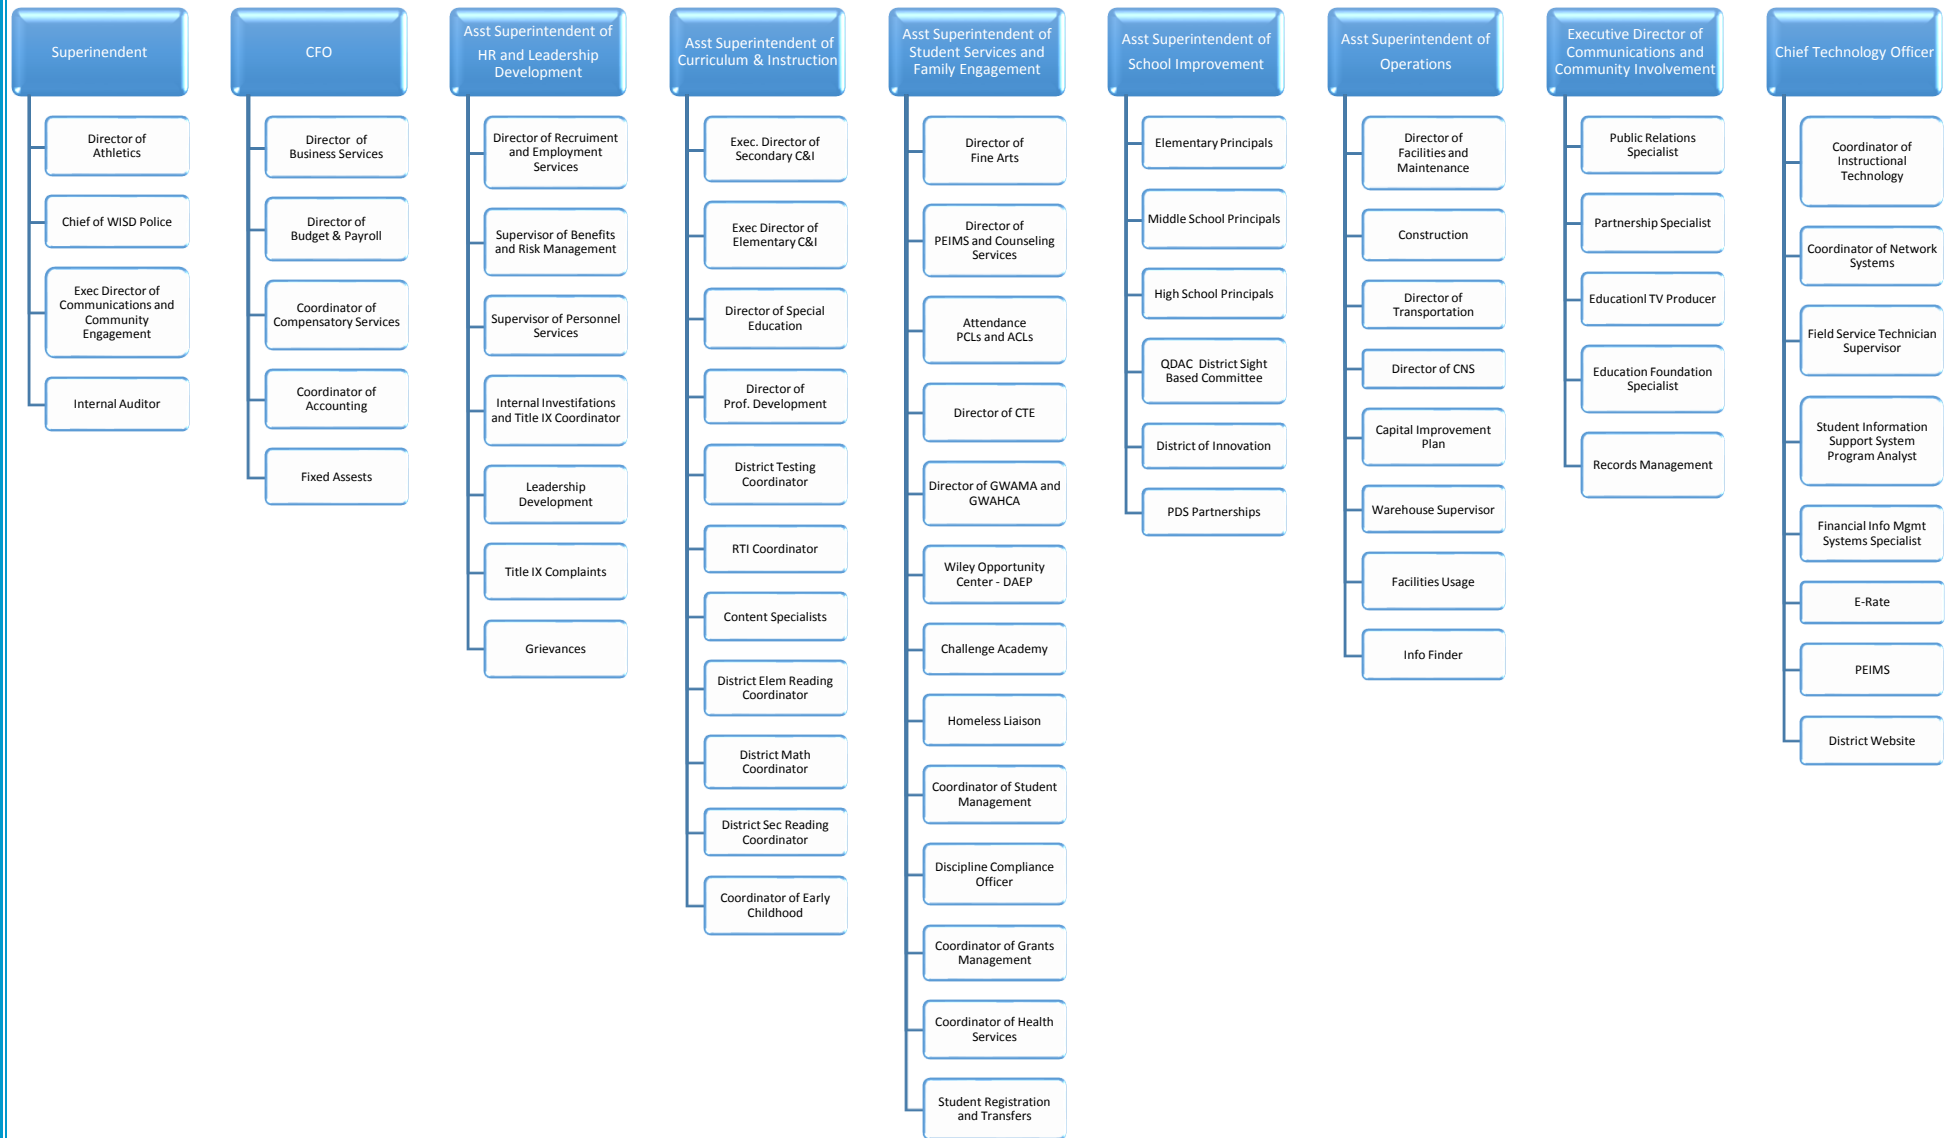 Superinendent
Director of
Athletics
Chief of WISD Police
Exec Director of
Communications and
Community
Engagement
Internal Auditor
CFO
Director of
Business Services
Director of
Budget & Payroll
Coordinator of
Compensatory Services
Coordinator of
Accounting
Fixed Assests
Asst Superintendent of
HR and Leadership
Development
Director of Recruiment
and Employment
Services
Supervisor of Benefits
and Risk Management
Supervisor of Personnel
Services
Internal Investifations
and Title IX Coordinator
Leadership
Development
Title IX Complaints
Grievances
Asst Superintendent of
Curriculum & Instruction
Exec. Director of
Secondary C&I
Exec Director of
Elementary C&I
Director of Special
Education
Director of
Prof. Development
District Testing
Coordinator
RTI Coordinator
Content Specialists
District Elem Reading
Coordinator
District Math
Coordinator
District Sec Reading
Coordinator
Coordinator of Early
Childhood
Asst Superintendent of
Student Services and
Family Engagement
Director of
Fine Arts
Director of
PEIMS and Counseling
Services
Attendance
PCLs and ACLs
Director of CTE
Director of GWAMA and
GWAHCA
Wiley Opportunity
Center - DAEP
Challenge Academy
Homeless Liaison
Coordinator of Student
Management
Discipline Compliance
Officer
Coordinator of Grants
Management
Coordinator of Health
Services
Student Registration
and Transfers
Asst Superintendent of
School Improvement
Elementary Principals
Middle School Principals
High School Principals
QDAC District Sight
Based Committee
District of Innovation
PDS Partnerships
Asst Superintendent of
Operations
Director of
Facilities and
Maintenance
Construction
Director of
Transportation
Director of CNS
Capital Improvement
Plan
Warehouse Supervisor
Facilities Usage
Info Finder
Executive Director of
Communications and
Community Involvement
Public Relations
Specialist
Partnership Specialist
Educationl TV Producer
Education Foundation
Specialist
Records Management
Chief Technology Officer
Coordinator of
Instructional
Technology
Coordinator of Network
Systems
Field Service Technician
Supervisor
Student Information
Support System
Program Analyst
Financial Info Mgmt
Systems Specialist
E-Rate
PEIMS
District Website